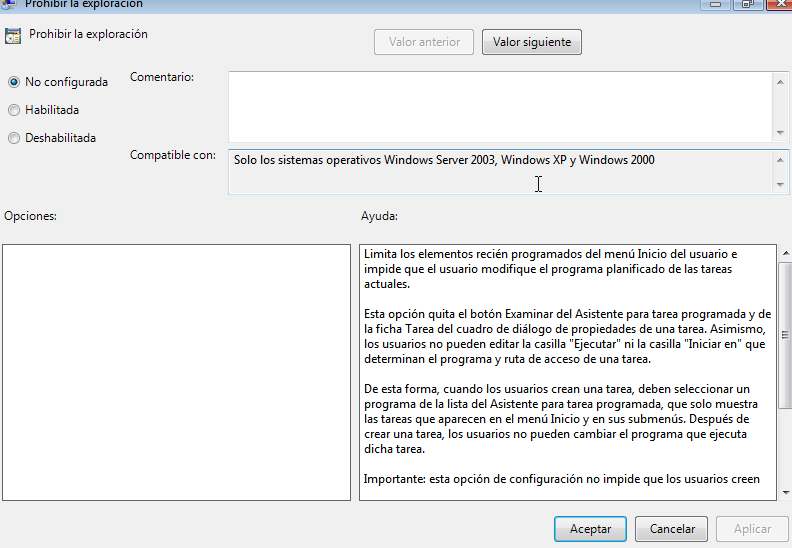 Prohibir la exploración
Prohibir la exploración
Valor anterior
Valor siguiente
No configurada
Habilitada
Deshabilitada
Comentario:
Compatible con:
Solo los sistemas operativos Windows Server 2003, Windows XP y Windows 2000
Opciones:
Ayuda:
Limita los elementos recién programados del menú Inicio del usuario e
impide que el usuario modifique el programa planificado de las tareas
actuales.
Esta opción quita el botón Examinar del Asistente para tarea programada y de
la ficha Tarea del cuadro de diálogo de propiedades de una tarea. Asimismo,
los usuarios no pueden editar la casilla "Ejecutar" ni la casilla "Iniciar en" que
determinan el programa y ruta de acceso de una tarea.
De esta forma, cuando los usuarios crean una tarea, deben seleccionar un
programa de la lista del Asistente para tarea programada, que solo muestra
las tareas que aparecen en el menú Inicio y en sus submenús. Después de
crear una tarea, los usuarios no pueden cambiar el programa que ejecuta
dicha tarea.
Importante: esta opción de configuración no impide que los usuarios creen
Aceptar
Cancelar
Aplicar